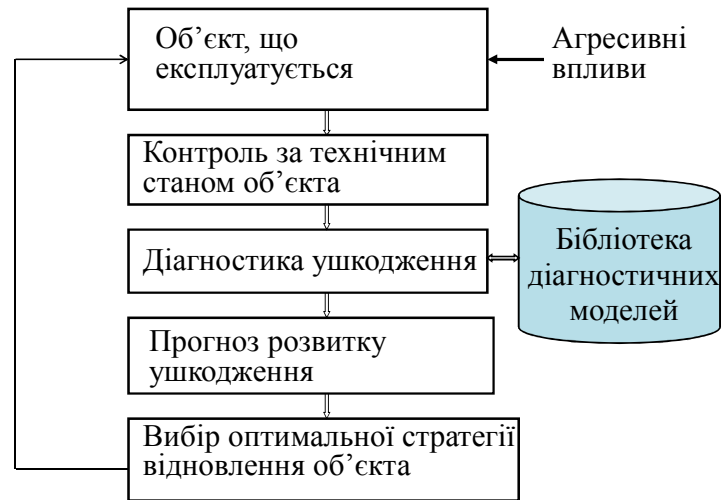 Об’єкт, що
експлуатується
Агресивні
впливи
Контроль за технічним
станом об’єкта
Діагностика ушкодження
Бібліотека
діагностичних
моделей
Прогноз розвитку
ушкодження
Вибір оптимальної стратегії
відновлення об’єкта